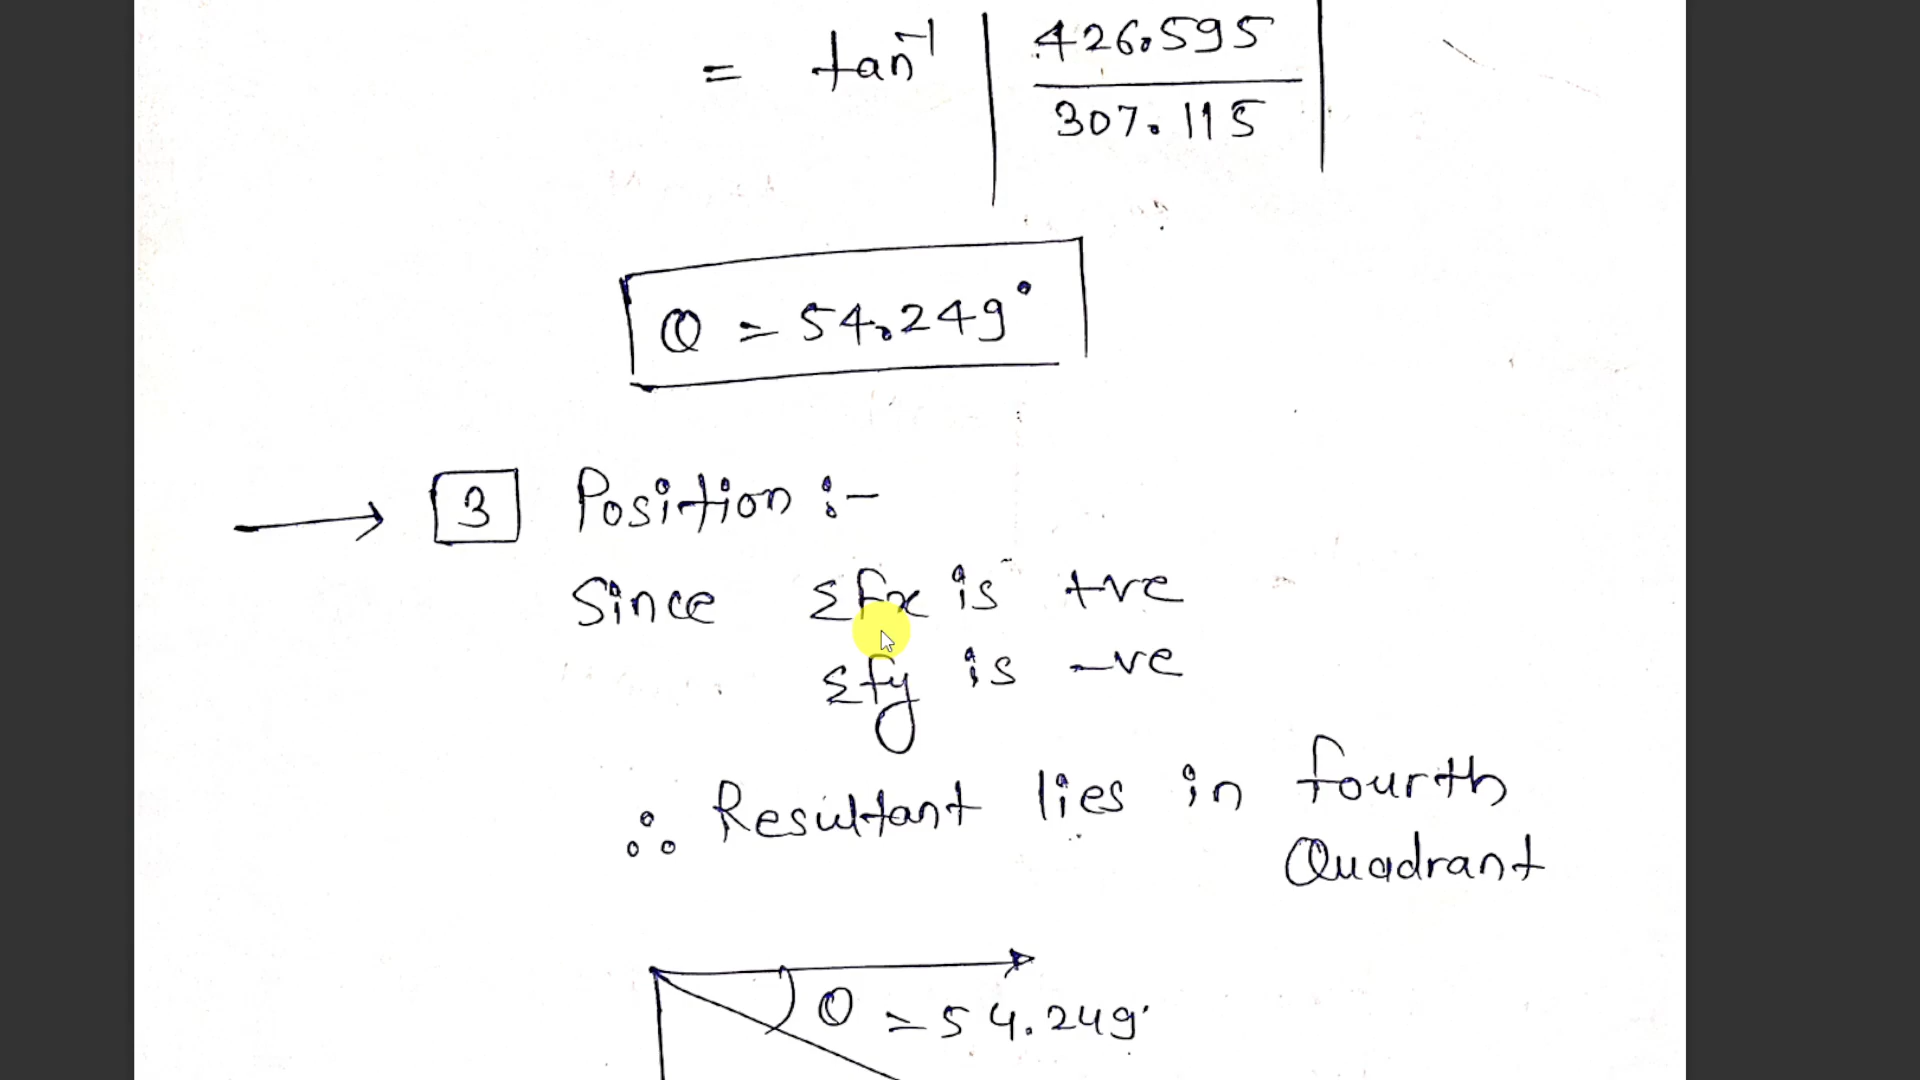 = tan⁻¹ | 426.595 / 307.115 |
θ = 54.249°
→ 3 Position :-
Since Σfx is +ve
Σfy is -ve
∴ Resultant lies in fourth
Quadrant
θ = 54.249°